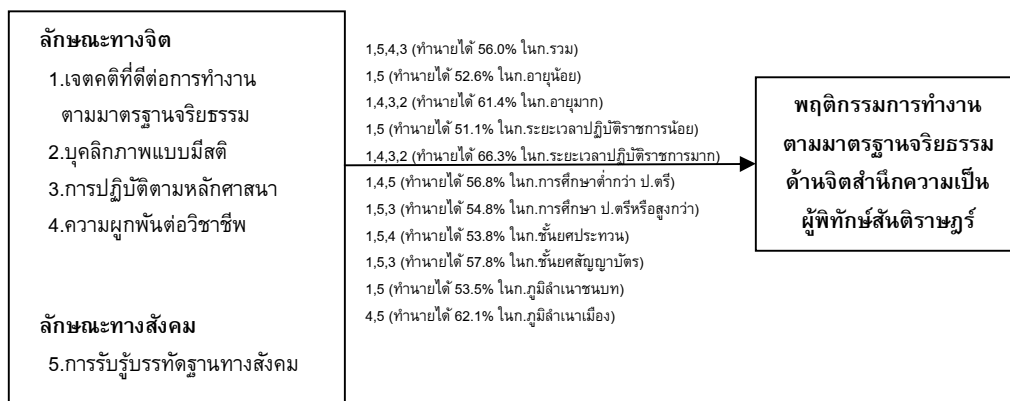 ลักษณะทางจิต
1.เจตคติที่ดีต่อการทำงาน
ตามมาตรฐานจริยธรรม
2.บุคลิกภาพแบบมีสติ
3.การปฏิบัติตามหลักศาสนา
4.ความผูกพันต่อวิชาชีพ
ลักษณะทางสังคม
5.การรับรู้บรรทัดฐานทางสังคม
1,5,4,3 (ทำนายได้ 56.0% ในก.รวม)
1,5 (ทำนายได้ 52.6% ในก.อายุน้อย)
1,4,3,2 (ทำนายได้ 61.4% ในก.อายุมาก)
1,5 (ทำนายได้ 51.1% ในก.ระยะเวลาปฏิบัติราชการน้อย)
1,4,3,2 (ทำนายได้ 66.3% ในก.ระยะเวลาปฏิบัติราชการมาก)
1,4,5 (ทำนายได้ 56.8% ในก.การศึกษาต่ำกว่า ป.ตรี)
1,5,3 (ทำนายได้ 54.8% ในก.การศึกษา ป.ตรีหรือสูงกว่า)
1,5,4 (ทำนายได้ 53.8% ในก.ชั้นยศประทวน)
1,5,3 (ทำนายได้ 57.8% ในก.ชั้นยศสัญญาบัตร)
1,5 (ทำนายได้ 53.5% ในก.ภูมิลำเนาชนบท)
4,5 (ทำนายได้ 62.1% ในก.ภูมิลำเนาเมือง)
พฤติกรรมการทำงาน
ตามมาตรฐานจริยธรรม
ด้านจิตสำนึกความเป็น
ผู้พิทักษ์สันติราษฎร์